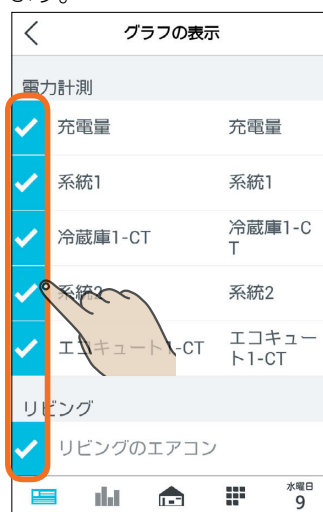 ます。
グラフの表示
電力計測
充電量 充電量
系統1 系統1
冷蔵庫1-CT 冷蔵庫1-C
T
系統2 系統2
エコキュート1-CT エコキュー
ト1-CT
リビング
リビングのエアコン
水曜日
9